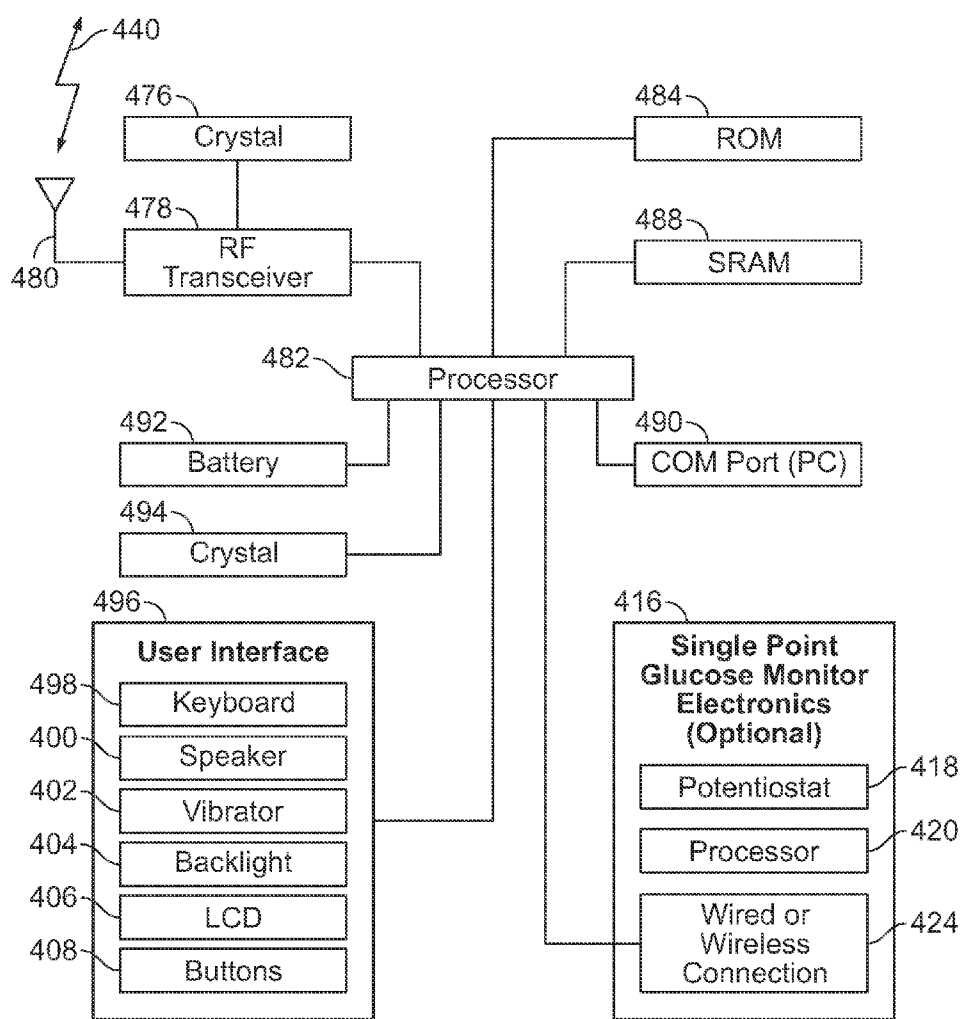 440
476
Crystal
484
ROM
478
RF
Transceiver
480
488
SRAM
482
Processor
492
Battery
490
COM Port (PC)
494
Crystal
496
User Interface
498
Keyboard
400
Speaker
402
Vibrator
404
Backlight
406
LCD
408
Buttons
416
Single Point
Glucose Monitor
Electronics
(Optional)
Potentiostat
418
Processor
420
Wired or
Wireless
Connection
424